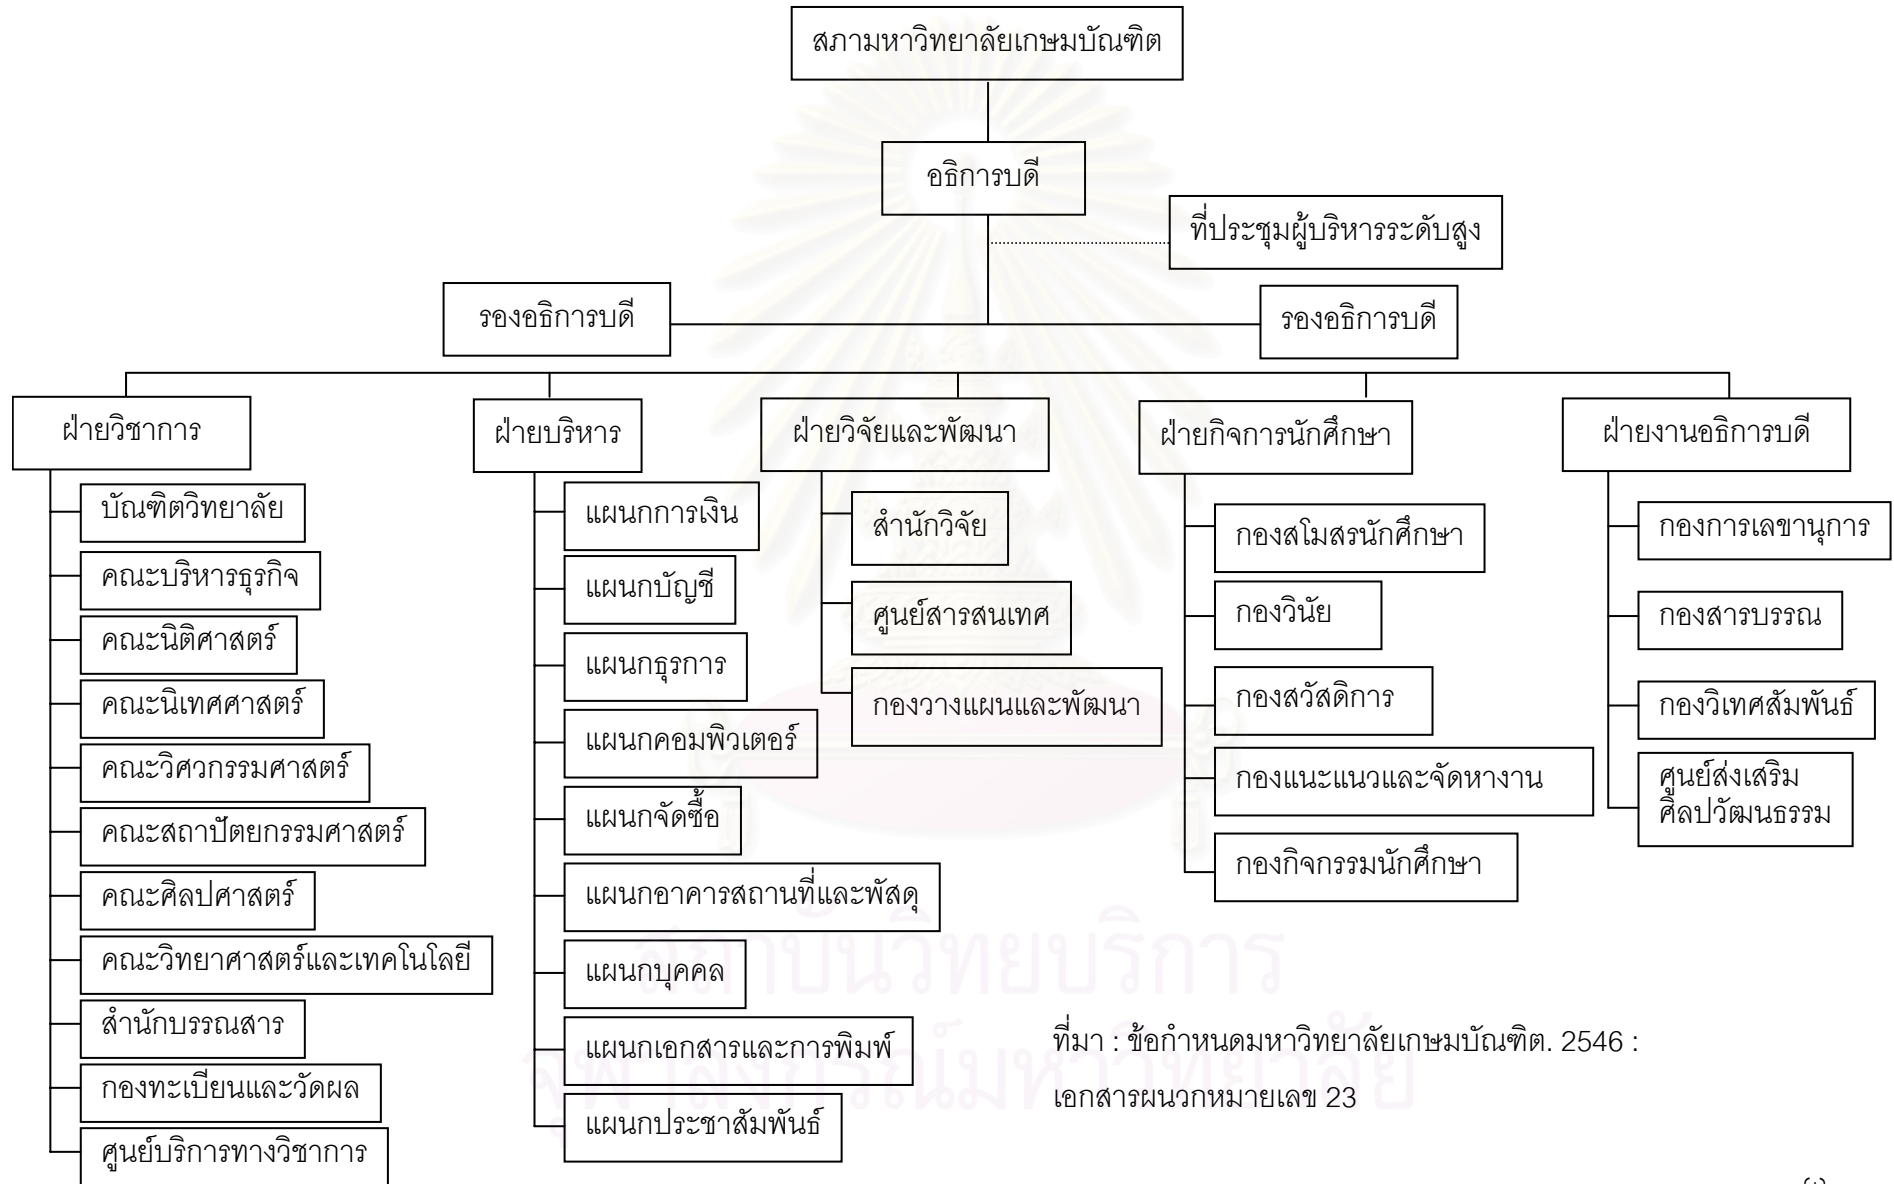 สภามหาวิทยาลัยเกษมบัณฑิต
อธิการบดี
ที่ประชุมผู้บริหารระดับสูง
รองอธิการบดี
รองอธิการบดี
ฝ่ายวิชาการ
บัณฑิตวิทยาลัย
คณะบริหารธุรกิจ
คณะนิติศาสตร์
คณะนิเทศศาสตร์
คณะวิศวกรรมศาสตร์
คณะสถาปัตยกรรมศาสตร์
คณะศิลปศาสตร์
คณะวิทยาศาสตร์และเทคโนโลยี
สำนักบรรณสาร
กองทะเบียนและวัดผล
ศูนย์บริการทางวิชาการ
ฝ่ายบริหาร
แผนกการเงิน
แผนกบัญชี
แผนกธุรการ
แผนกคอมพิวเตอร์
แผนกจัดซื้อ
แผนกอาคารสถานที่และพัสดุ
แผนกบุคคล
แผนกเอกสารและการพิมพ์
แผนกประชาสัมพันธ์
ฝ่ายวิจัยและพัฒนา
สำนักวิจัย
ศูนย์สารสนเทศ
กองวางแผนและพัฒนา
ฝ่ายกิจการนักศึกษา
กองสโมสรนักศึกษา
กองวินัย
กองสวัสดิการ
กองแนะแนวและจัดหางาน
กองกิจกรรมนักศึกษา
ฝ่ายงานอธิการบดี
กองการเลขานุการ
กองสารบรรณ
กองวิเทศสัมพันธ์
ศูนย์ส่งเสริม
ศิลปวัฒนธรรม
สถาบันวิทยบริการ
จุฬาลงกรณ์มหาวิทยาลัย
ที่มา : ข้อกำหนดมหาวิทยาลัยเกษมบัณฑิต. 2546 :
เอกสารผนวกหมายเลข 23